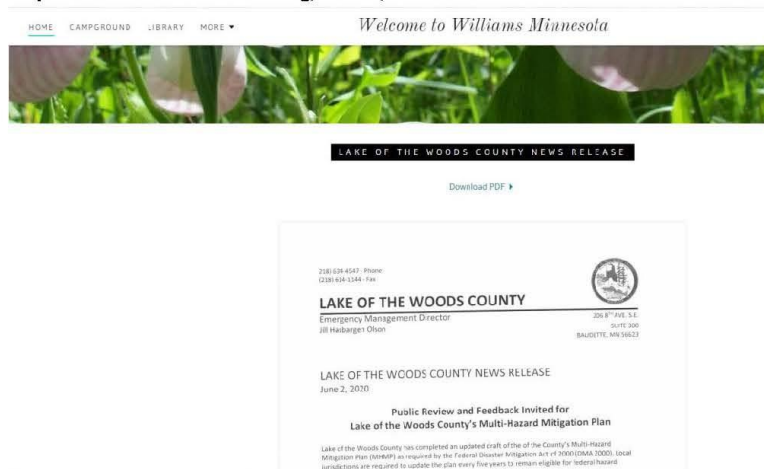 HOME CAMPGROUND LIBRARY MORE
Welcome to Williams Minnesota
LAKE OF THE WOODS COUNTY NEWS RELEASE
Download PDF
218) 634-4547 - Phone
(218) 634-1144 - Fax
LAKE OF THE WOODS COUNTY
Emergency Management Director
Jill Hasbargen Olson
206 8TH AVE. S.E.
SUITE 300
BAUDETTE, MN 56623
LAKE OF THE WOODS COUNTY NEWS RELEASE
June 2, 2020
Public Review and Feedback Invited for
Lake of the Woods County's Multi-Hazard Mitigation Plan
Lake of the Woods County has completed an updated draft of the of the County's Multi-Hazard
Mitigation Plan (MHMP) as required by the Federal Disaster Mitigation Act of 2000 (DMA 2000). Local
jurisdictions are required to update the plan every five years to remain eligible for federal hazard